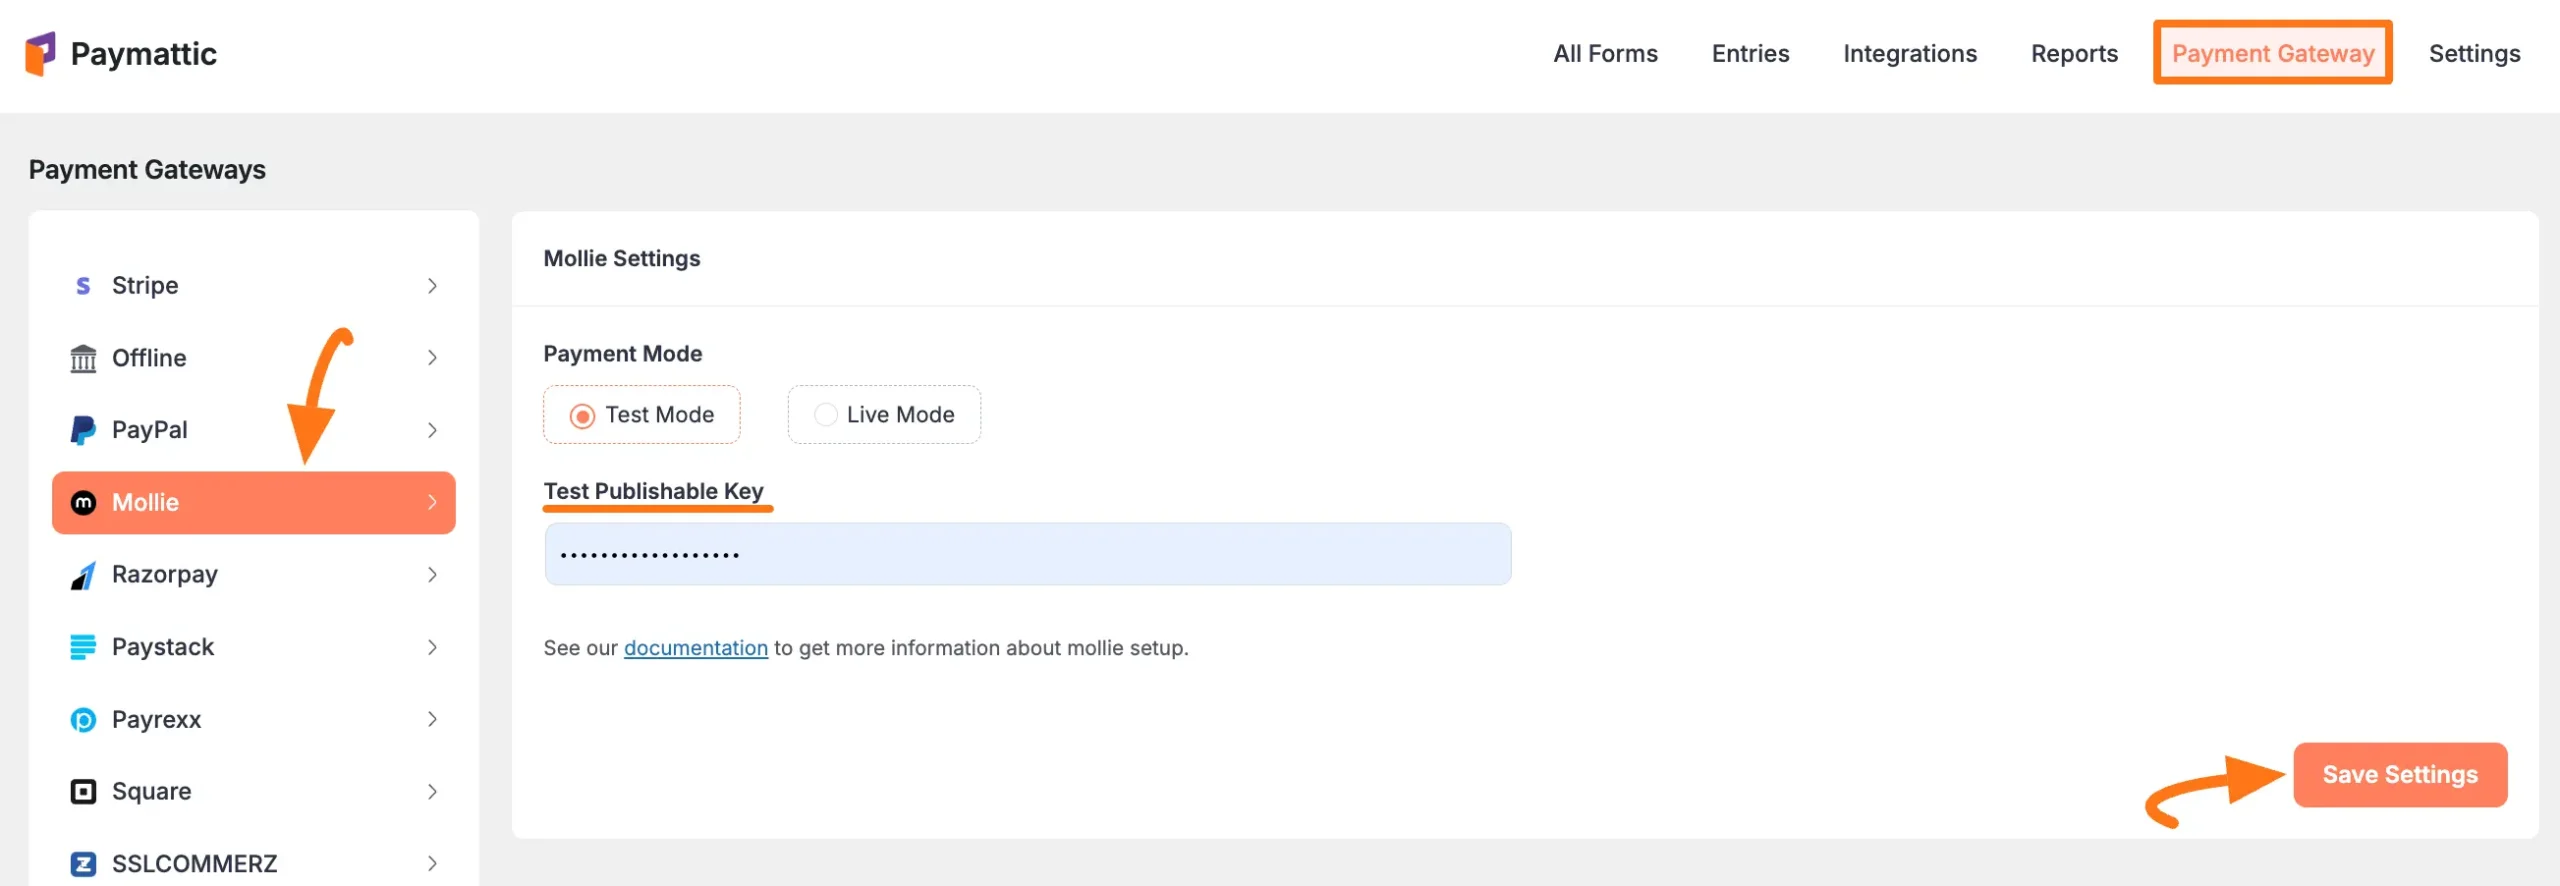 Paymattic
All Forms
Entries
Integrations
Reports
Payment Gateway
Settings
Payment Gateways
Stripe
Offline
PayPal
Mollie
Razorpay
Paystack
Payrexx
Square
SSLCOMMERZ
Mollie Settings
Payment Mode
Test Mode
Live Mode
Test Publishable Key
••••••••••••••••••
See our documentation to get more information about mollie setup.
Save Settings